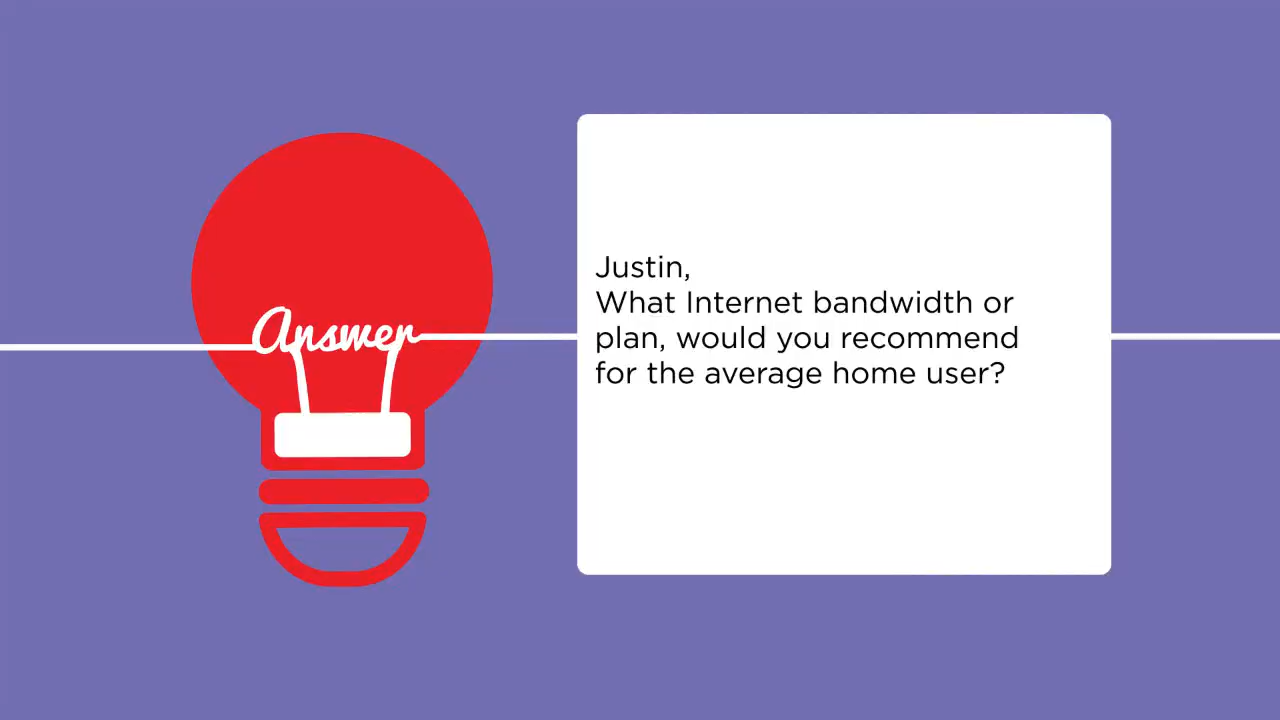 Answer
Justin,
What Internet bandwidth or
plan, would you recommend
for the average home user?